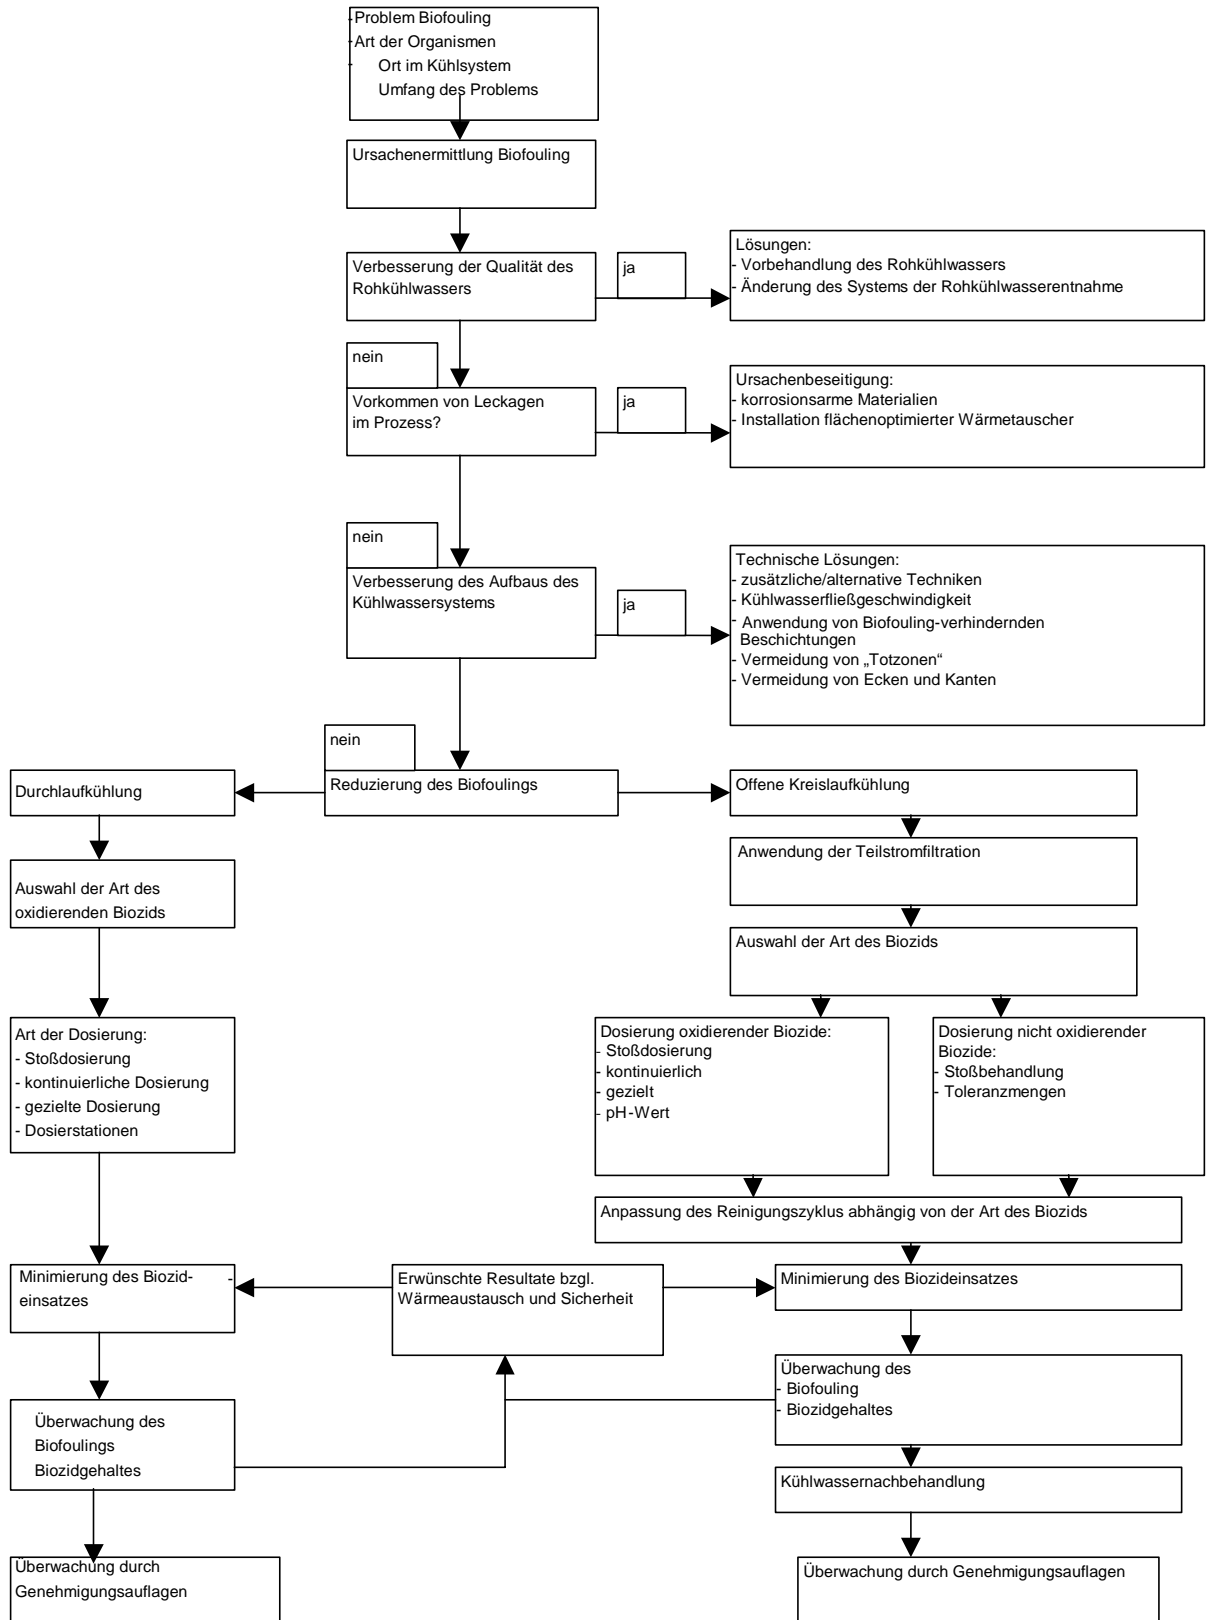 -Problem Biofouling
-Art der Organismen
- Ort im Kühlsystem
Umfang des Problems
Ursachenermittlung Biofouling
Verbesserung der Qualität des
Rohkühlwassers
ja
Lösungen:
- Vorbehandlung des Rohkühlwassers
- Änderung des Systems der Rohkühlwasserentnahme
nein
Vorkommen von Leckagen
im Prozess?
ja
Ursachenbeseitigung:
- korrosionsarme Materialien
- Installation flächenoptimierter Wärmetauscher
nein
Verbesserung des Aufbaus des
Kühlwassersystems
ja
Technische Lösungen:
- zusätzliche/alternative Techniken
- Kühlwasserfließgeschwindigkeit
- Anwendung von Biofouling-verhindernden
Beschichtungen
- Vermeidung von „Totzonen“
- Vermeidung von Ecken und Kanten
nein
Reduzierung des Biofoulings
Durchlaufkühlung
Offene Kreislaufkühlung
Auswahl der Art des
oxidierenden Biozids
Anwendung der Teilstromfiltration
Auswahl der Art des Biozids
Art der Dosierung:
- Stoßdosierung
- kontinuierliche Dosierung
- gezielte Dosierung
- Dosierstationen
Dosierung oxidierender Biozide:
- Stoßdosierung
- kontinuierlich
- gezielt
- pH-Wert
Dosierung nicht oxidierender
Biozide:
- Stoßbehandlung
- Toleranzmengen
Anpassung des Reinigungszyklus abhängig von der Art des Biozids
Minimierung des Biozid- -
einsatzes
Erwünschte Resultate bzgl.
Wärmeaustausch und Sicherheit
Minimierung des Biozideinsatzes
Überwachung des
Biofoulings
Biozidgehaltes
Überwachung des
- Biofouling
- Biozidgehaltes
Kühlwassernachbehandlung
Überwachung durch
Genehmigungsauflagen
Überwachung durch Genehmigungsauflagen